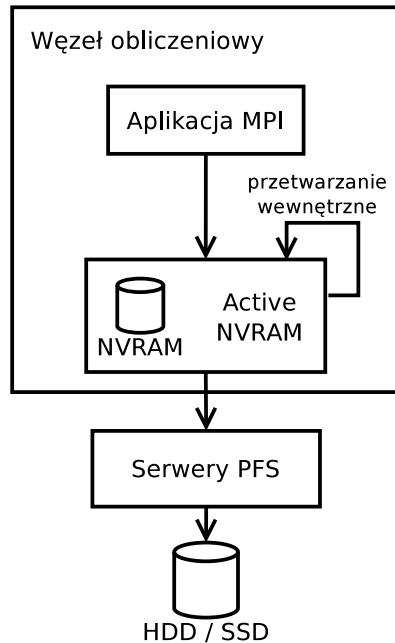 Węzeł obliczeniowy
Aplikacja MPI
przetwarzanie
wewnętrzne
Active
NVRAM
NVRAM
Serwery PFS
HDD / SSD